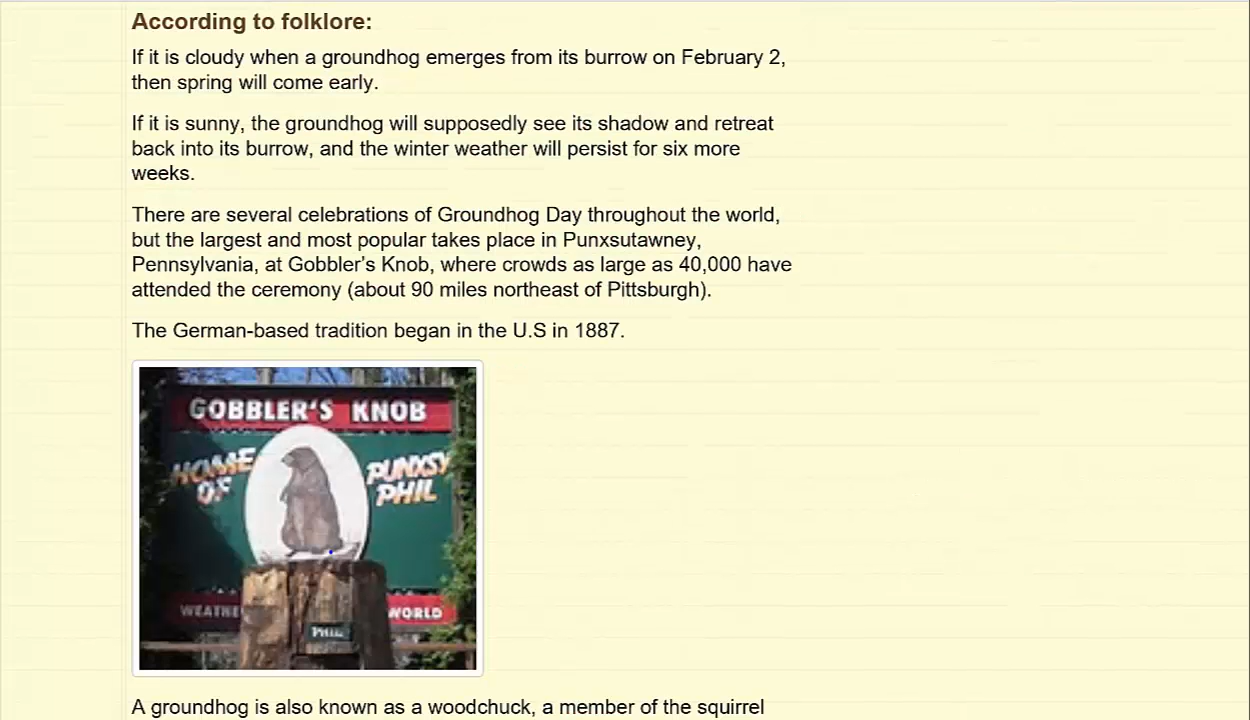 According to folklore:
If it is cloudy when a groundhog emerges from its burrow on February 2,
then spring will come early.
If it is sunny, the groundhog will supposedly see its shadow and retreat
back into its burrow, and the winter weather will persist for six more
weeks.
There are several celebrations of Groundhog Day throughout the world,
but the largest and most popular takes place in Punxsutawney,
Pennsylvania, at Gobbler's Knob, where crowds as large as 40,000 have
attended the ceremony (about 90 miles northeast of Pittsburgh).
The German-based tradition began in the U.S in 1887.
GOBBLER'S KNOB
HOME PUNXSY
OF PHIL
WEATHE WORLD
PHIL
A groundhog is also known as a woodchuck, a member of the squirrel